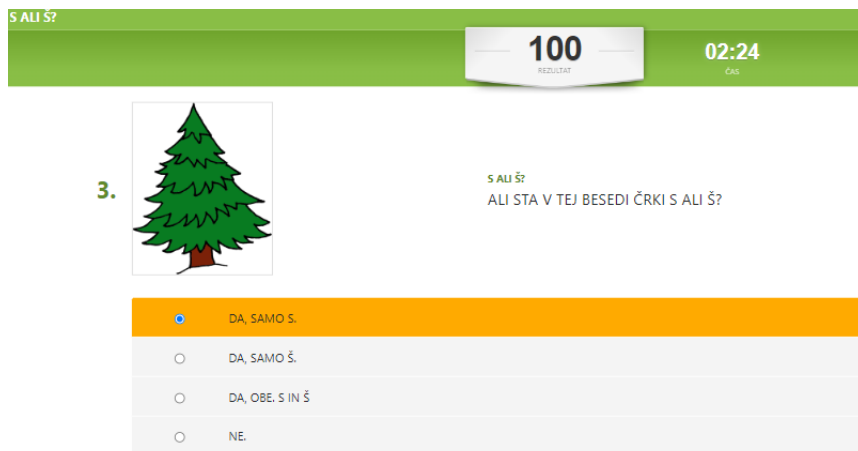 S ALI Š?
100
REZULTAT
02:24
ČAS
3.
S ALI Š?
ALI STA V TEJ BESEDI ČRKI S ALI Š?
DA, SAMO S.
DA, SAMO Š.
DA, OBE. S IN Š
NE.